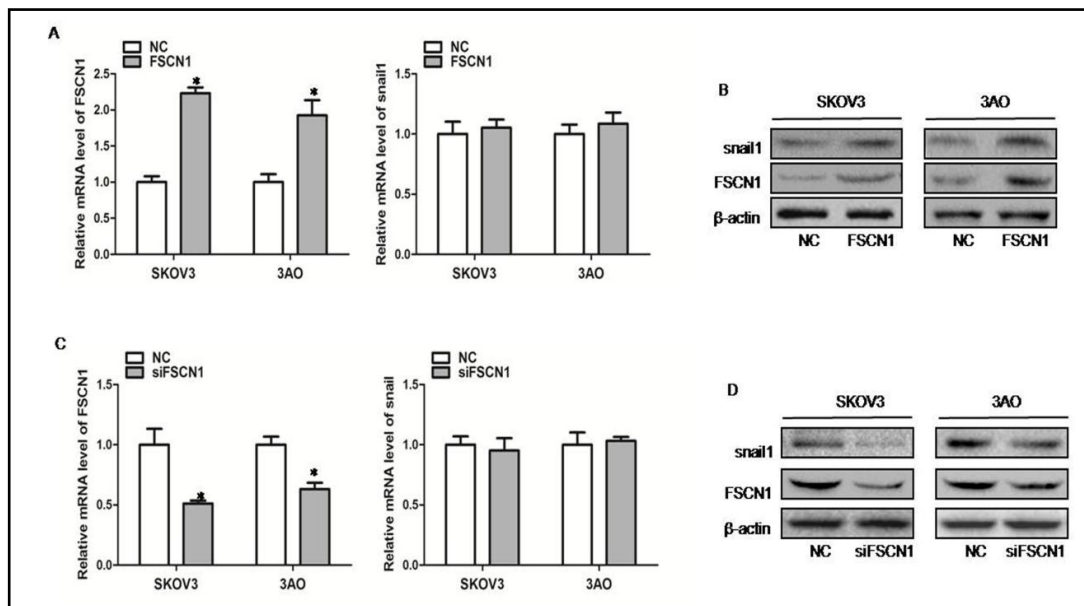 A
NC
FSCN1
Relative mRNA level of FSCN1
2.5
2.0
1.5
1.0
0.5
0.0
*
*
SKOV3 3AO
NC
FSCN1
Relative mRNA level of snail1
1.5
1.0
0.5
0.0
SKOV3 3AO
B
SKOV3 3AO
snail1
FSCN1
β-actin
NC FSCN1 NC FSCN1
C
NC
siFSCN1
Relative mRNA level of FSCN1
1.5
1.0
0.5
0.0
*
*
SKOV3 3AO
NC
siFSCN1
Relative mRNA level of snail
1.5
1.0
0.5
0.0
SKOV3 3AO
D
SKOV3 3AO
snail1
FSCN1
β-actin
NC siFSCN1 NC siFSCN1